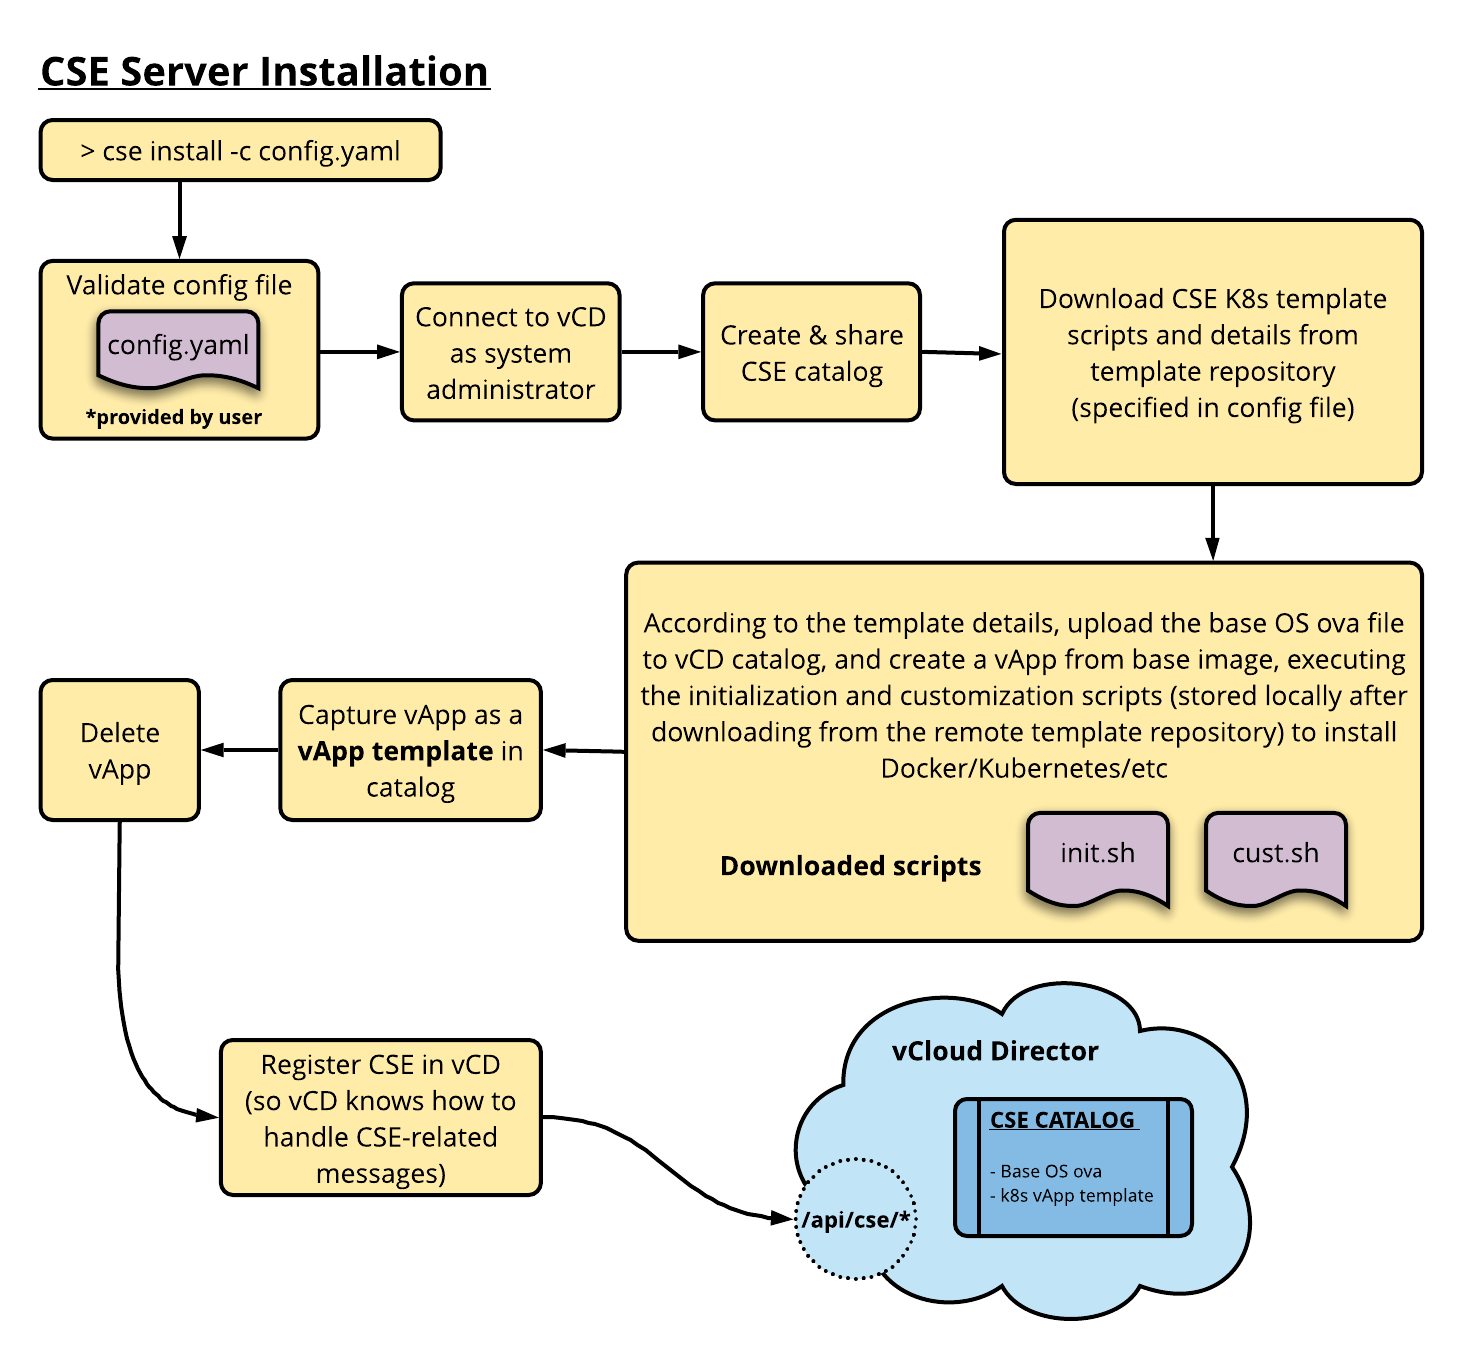 CSE Server Installation
> cse install -c config.yaml
Validate config file
config.yaml
*provided by user
Connect to vCD
as system
administrator
Create & share
CSE catalog
Download CSE K8s template
scripts and details from
template repository
(specified in config file)
According to the template details, upload the base OS ova file
to vCD catalog, and create a vApp from base image, executing
the initialization and customization scripts (stored locally after
downloading from the remote template repository) to install
Docker/Kubernetes/etc
Downloaded scripts
init.sh
cust.sh
Capture vApp as a
vApp template in
catalog
Delete
vApp
Register CSE in vCD
(so vCD knows how to
handle CSE-related
messages)
vCloud Director
CSE CATALOG
- Base OS ova
- k8s vApp template
/api/cse/*